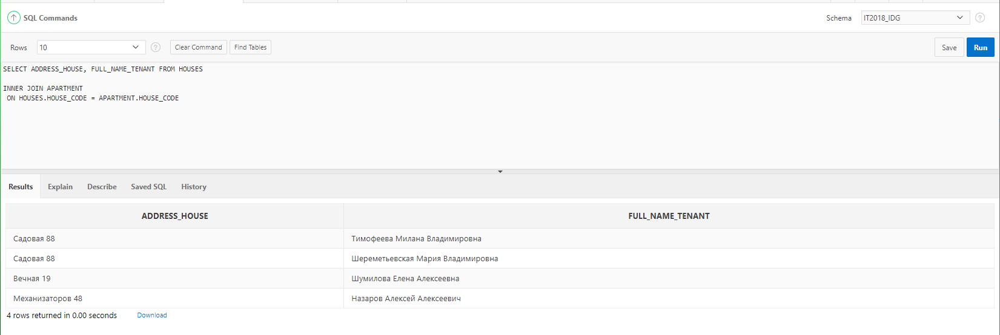 SQL Commands
Schema IT2018_IDG
Rows 10 Clear Command Find Tables Save Run
SELECT ADDRESS_HOUSE, FULL_NAME_TENANT FROM HOUSES
INNER JOIN APARTMENT
ON HOUSES.HOUSE_CODE = APARTMENT.HOUSE_CODE
Results Explain Describe Saved SQL History
ADDRESS_HOUSE FULL_NAME_TENANT
Садовая 88 Тимофеева Милана Владимировна
Садовая 88 Шереметьевская Мария Владимировна
Вечная 19 Шумилова Елена Алексеевна
Механизаторов 48 Назаров Алексей Алексеевич
4 rows returned in 0.00 seconds Download